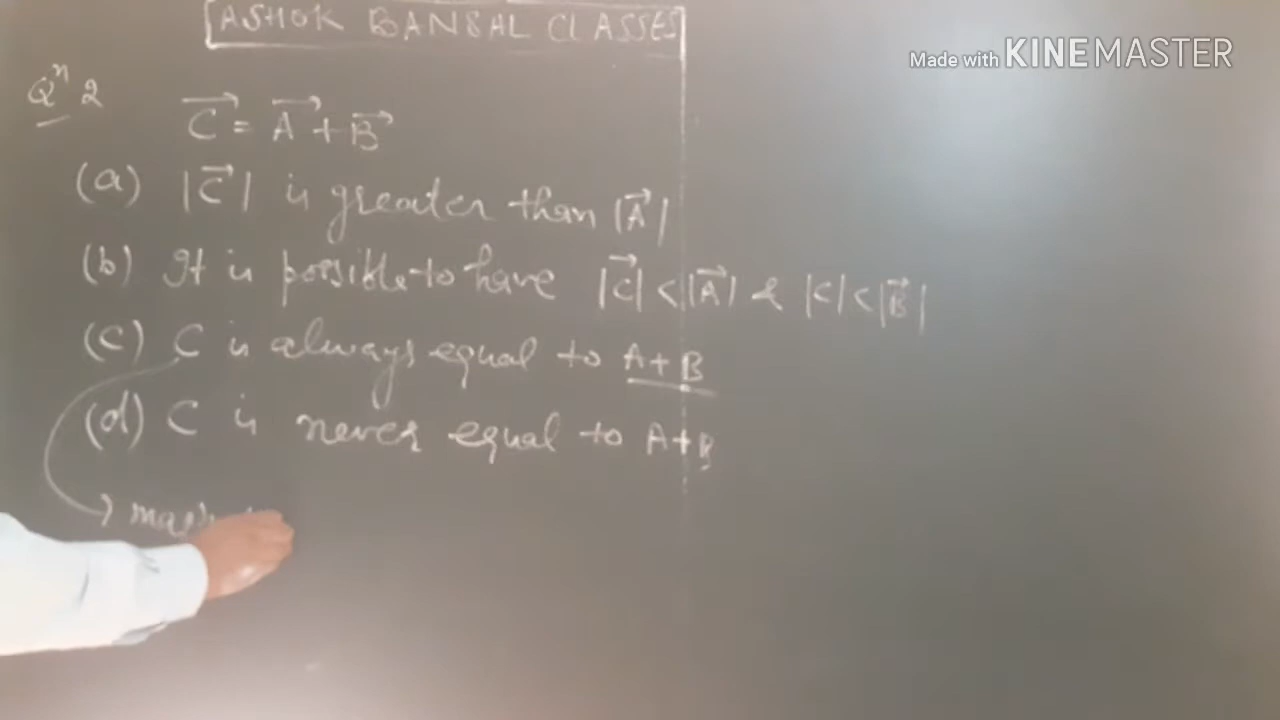 ASHOK BANSAL CLASSES
Made with KINEMASTER
Qⁿ 2
C⃗ = A⃗ + B⃗
(a) |C⃗| is greater than |A⃗|
(b) It is possible to have |C⃗| < |A⃗| & |C| < |B⃗|
(c) C is always equal to A+B
(d) C is never equal to A+B